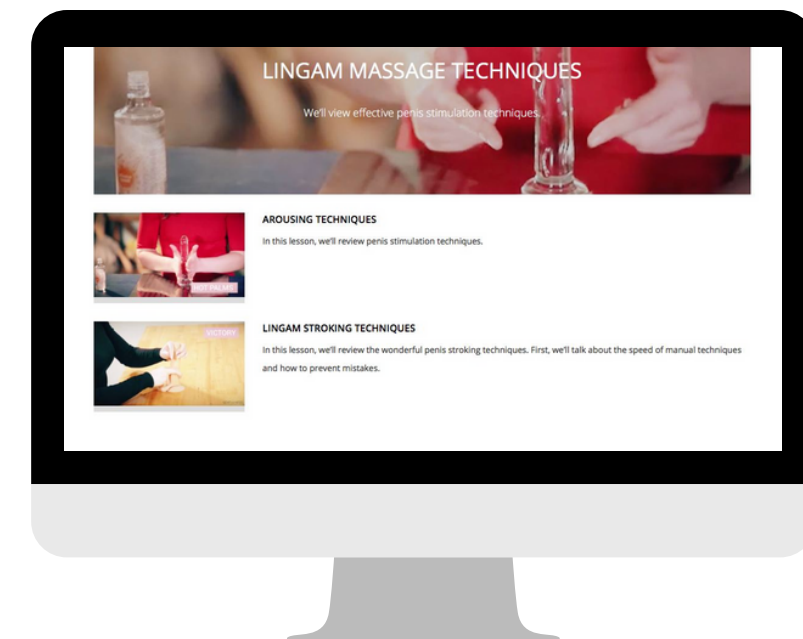 LINGAM MASSAGE TECHNIQUES
We'll view effective penis stimulation techniques.
AROUSING TECHNIQUES
In this lesson, we'll review penis stimulation techniques.
HOT PALMS
VICTORY
LINGAM STROKING TECHNIQUES
In this lesson, we'll review the wonderful penis stroking techniques. First, we'll talk about the speed of manual techniques
and how to prevent mistakes.